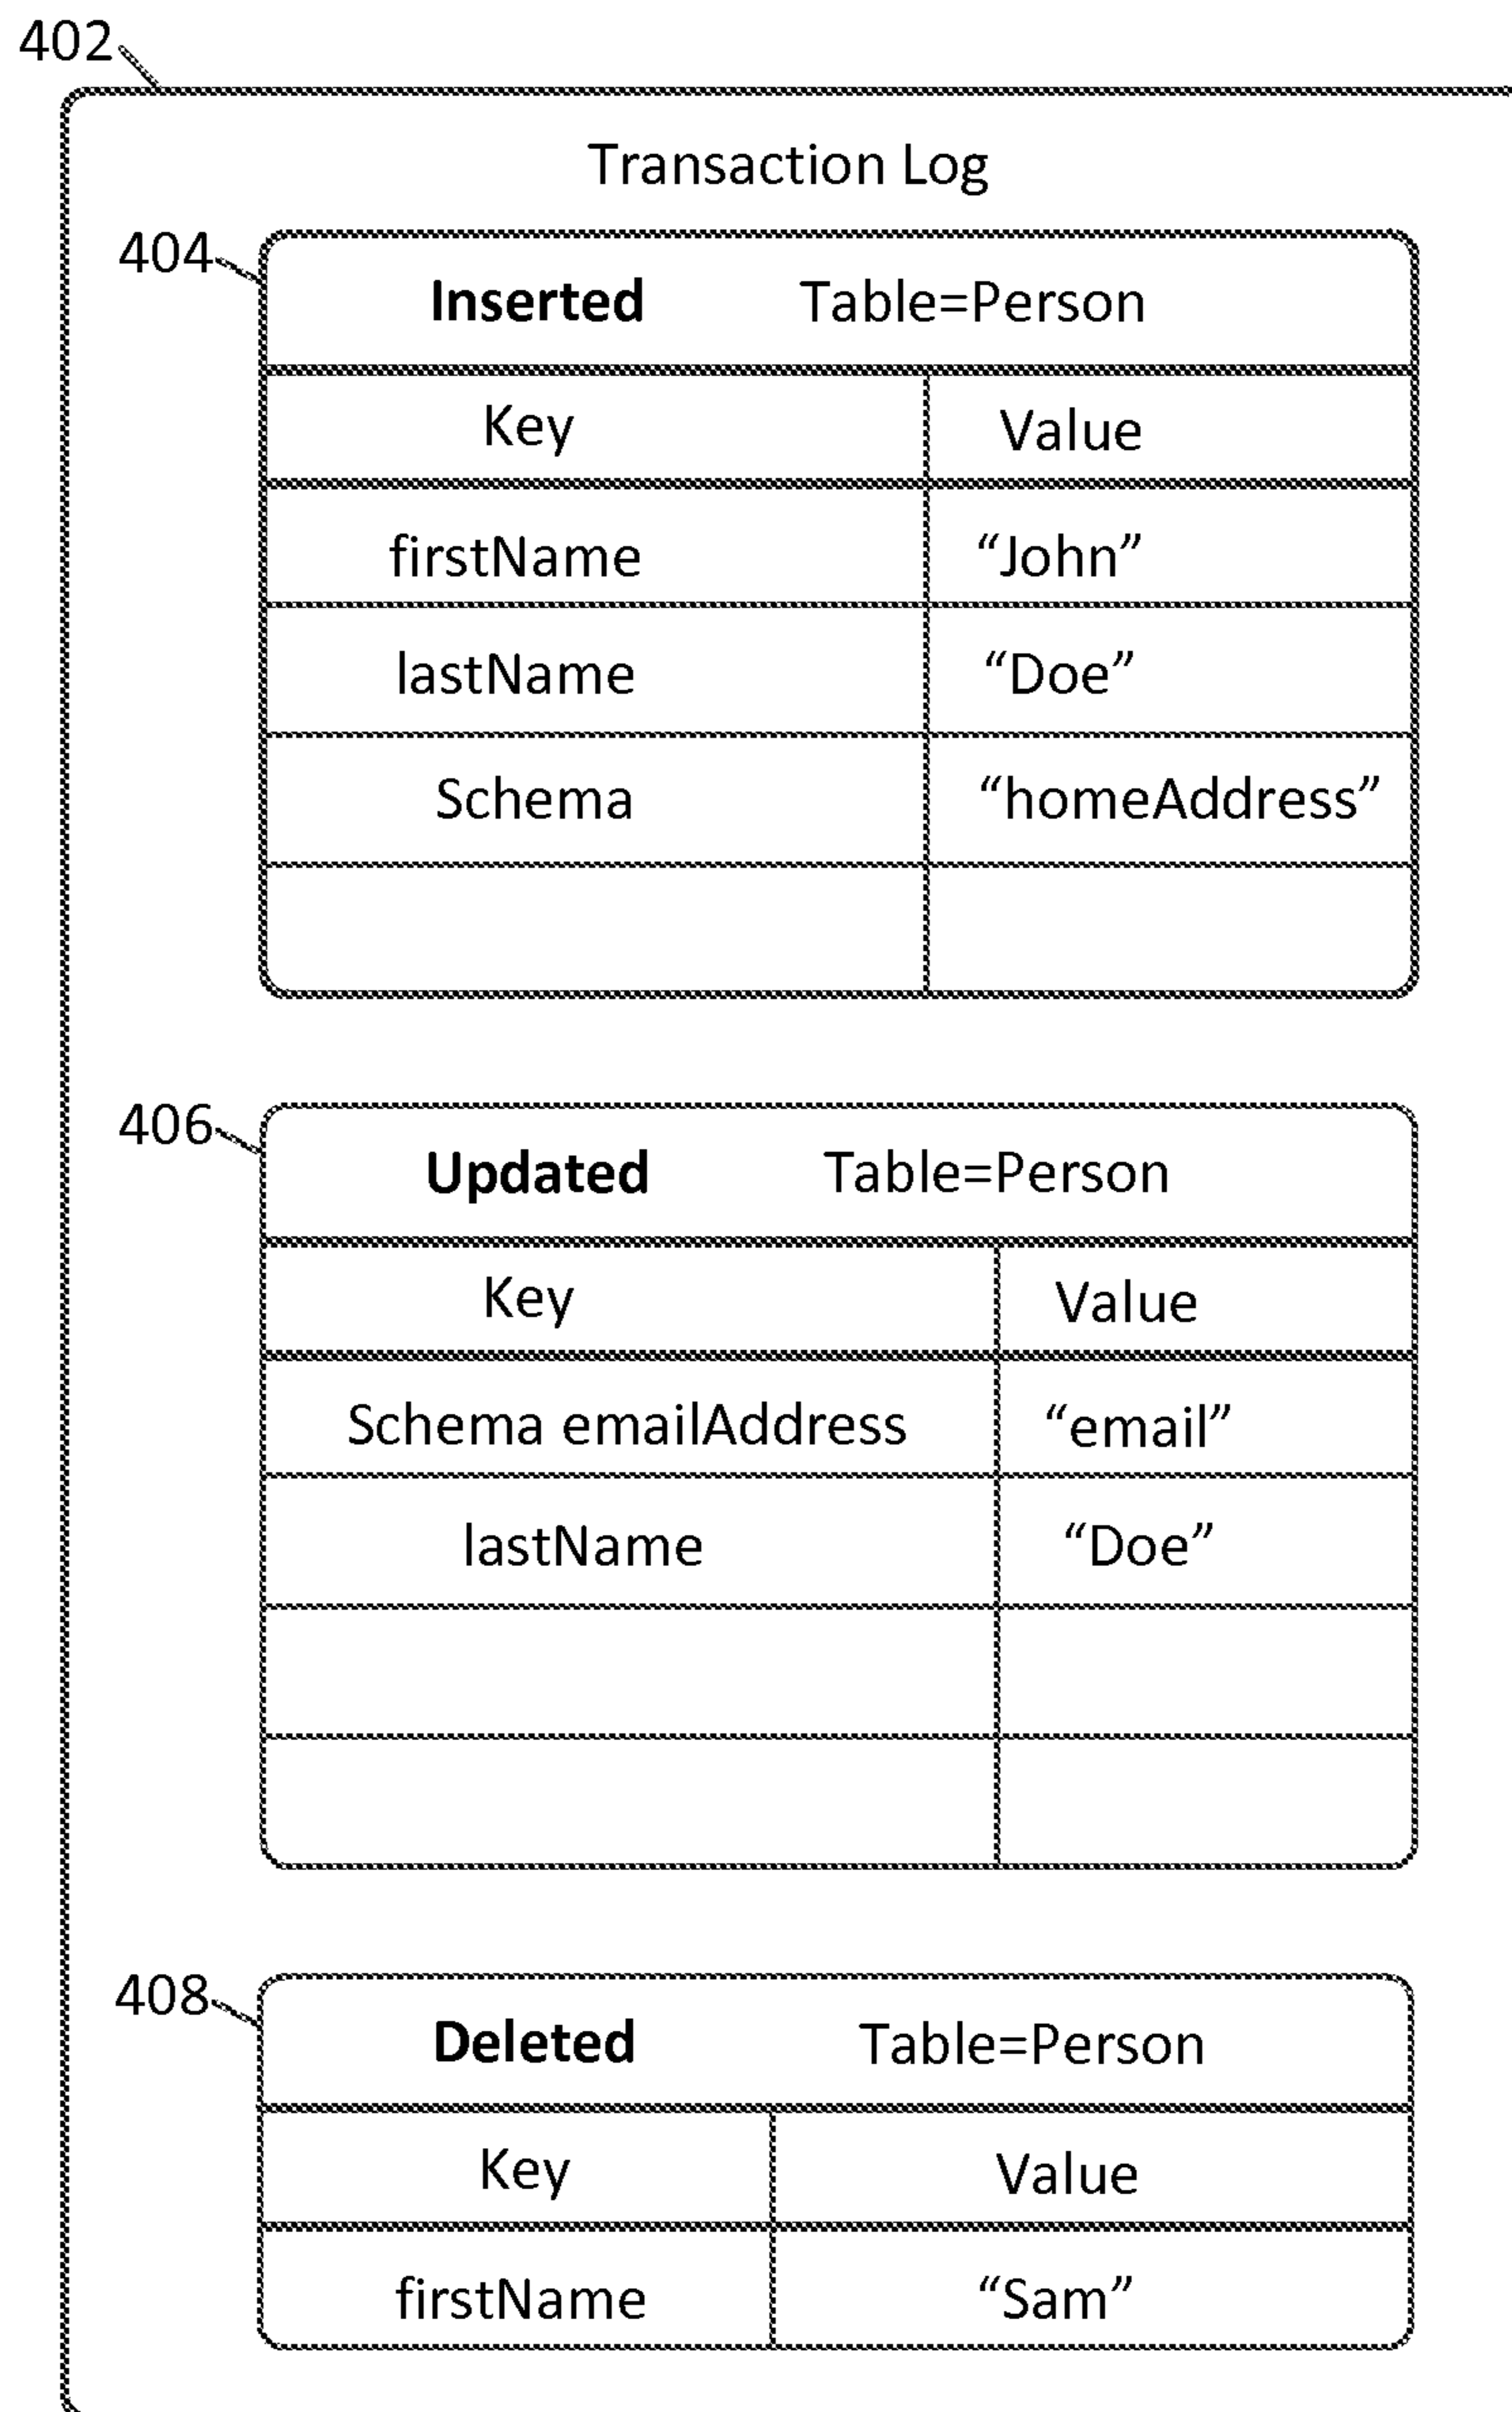 402
Transaction Log
404
Inserted Table=Person
Key Value
firstName “John”
lastName “Doe”
Schema “homeAddress”
406
Updated Table=Person
Key Value
Schema emailAddress “email”
lastName “Doe”
408
Deleted Table=Person
Key Value
firstName “Sam”